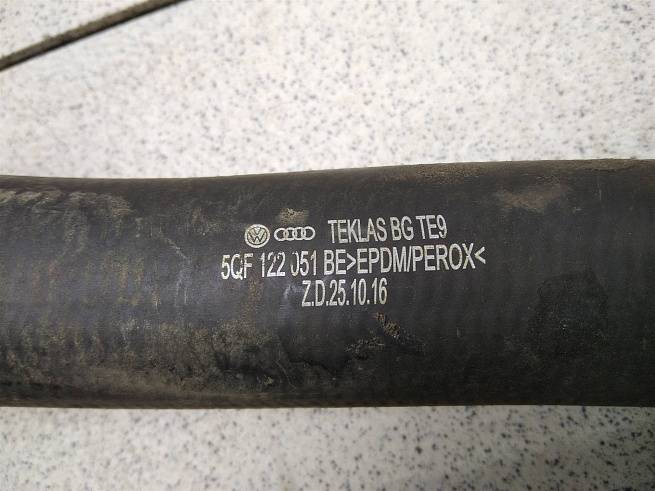 TEKLAS BG TE9
5QF 122 051 BE>EPDM/PEROX<
Z.D.25.10.16